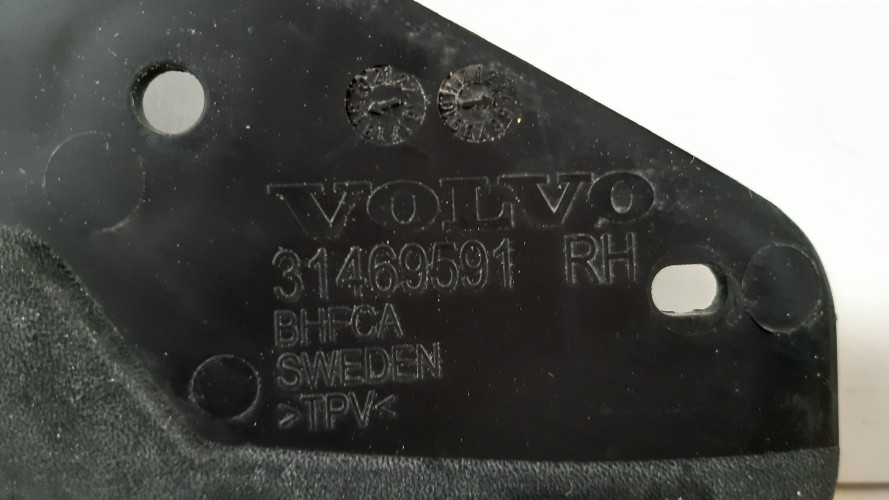 VOLVO
31469591 RH
BHFCA
SWEDEN
>TPV<